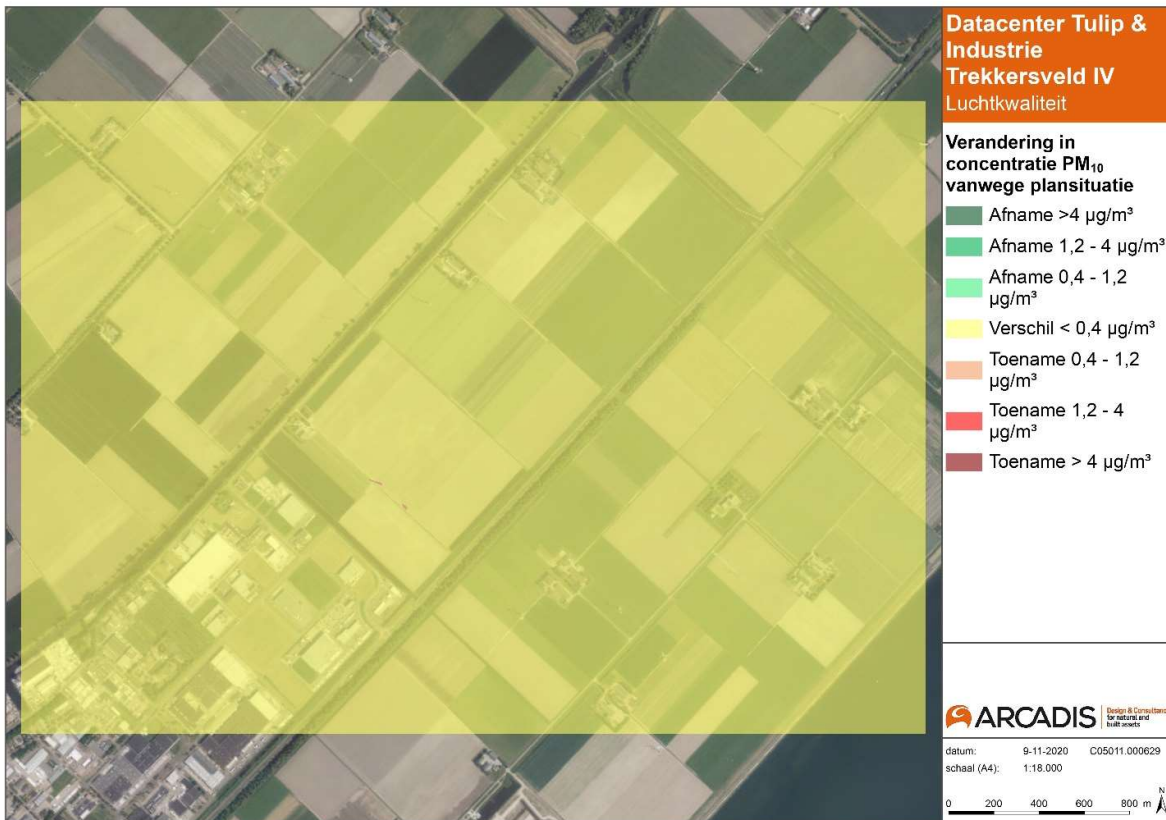 Datacenter Tulip &
Industrie
Trekkersveld IV
Luchtkwaliteit
Verandering in
concentratie PM₁₀
vanwege plansituatie
Afname >4 µg/m³
Afname 1,2 - 4 µg/m³
Afname 0,4 - 1,2
µg/m³
Verschil < 0,4 µg/m³
Toename 0,4 - 1,2
µg/m³
Toename 1,2 - 4
µg/m³
Toename > 4 µg/m³
ARCADIS
Design & Consultancy
for natural and
built assets
datum: 9-11-2020 C05011.000629
schaal (A4): 1:18.000
N
0 200 400 600 800 m